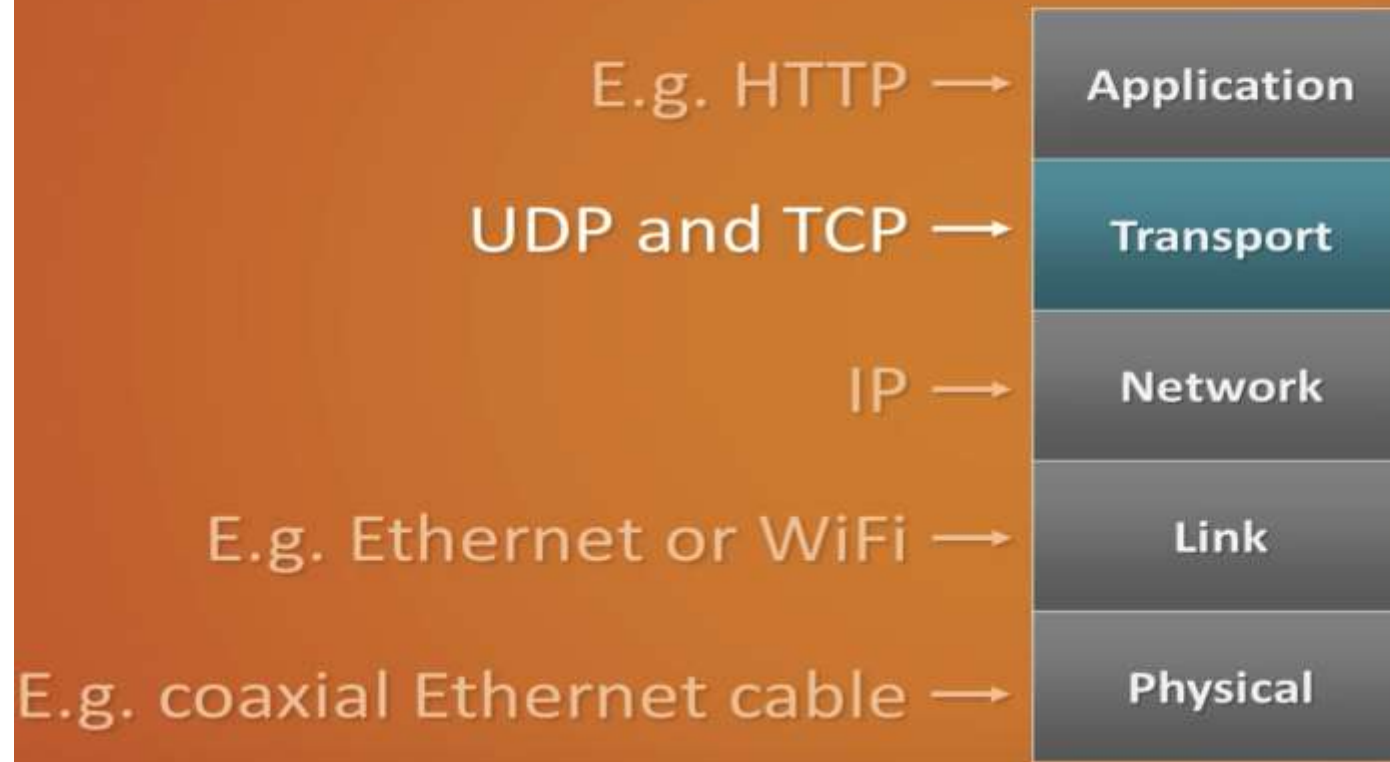 E.g. HTTP → Application
UDP and TCP → Transport
IP → Network
E.g. Ethernet or WiFi → Link
E.g. coaxial Ethernet cable → Physical